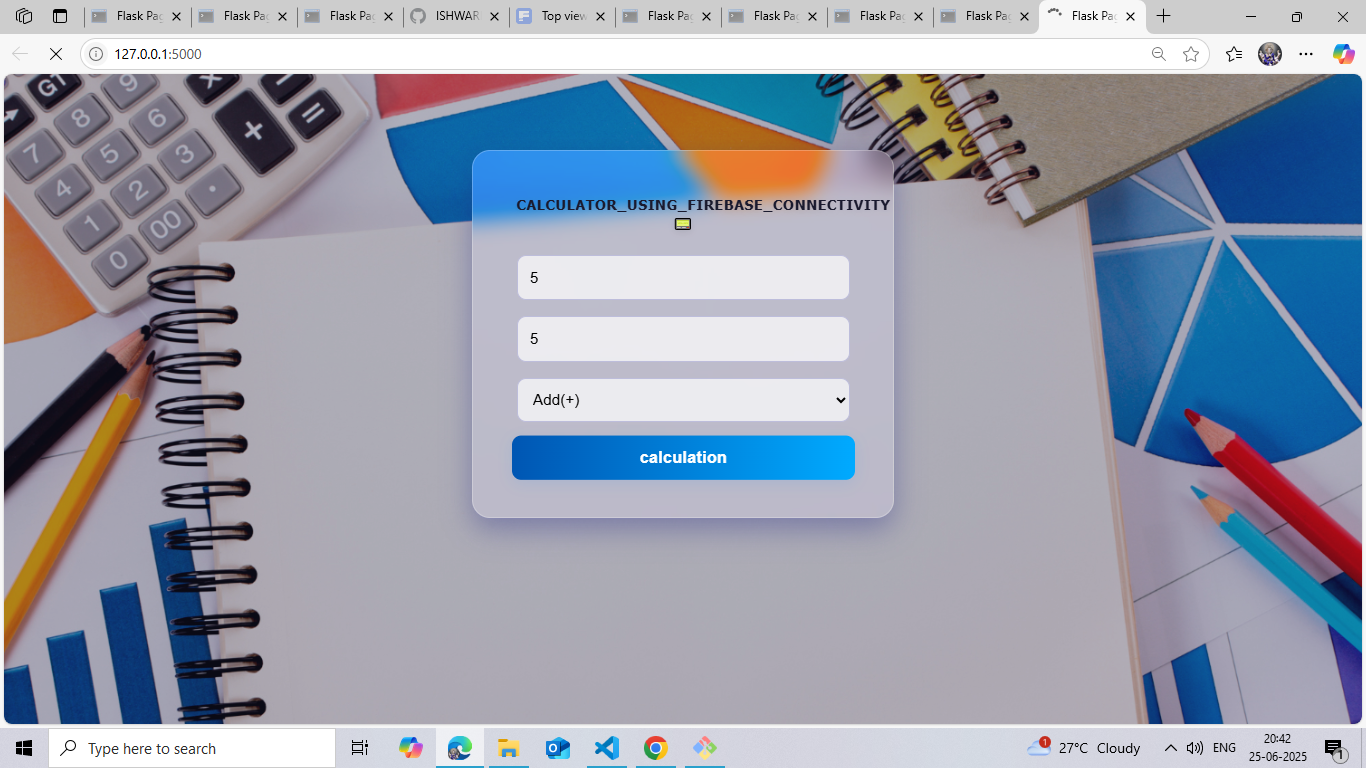 Flask Pag
Flask Pag
Flask Pag
ISHWAR
Top view
Flask Pag
Flask Pag
Flask Pag
Flask Pag
Flask Pag
127.0.0.1:5000
G1
9
×
8
6
+
=
7
5
3
4
2
·
1
00
0
CALCULATOR_USING_FIREBASE_CONNECTIVITY
5
5
Add(+)
calculation
Type here to search
1
27°C Cloudy
ENG
20:42
25-06-2025
1